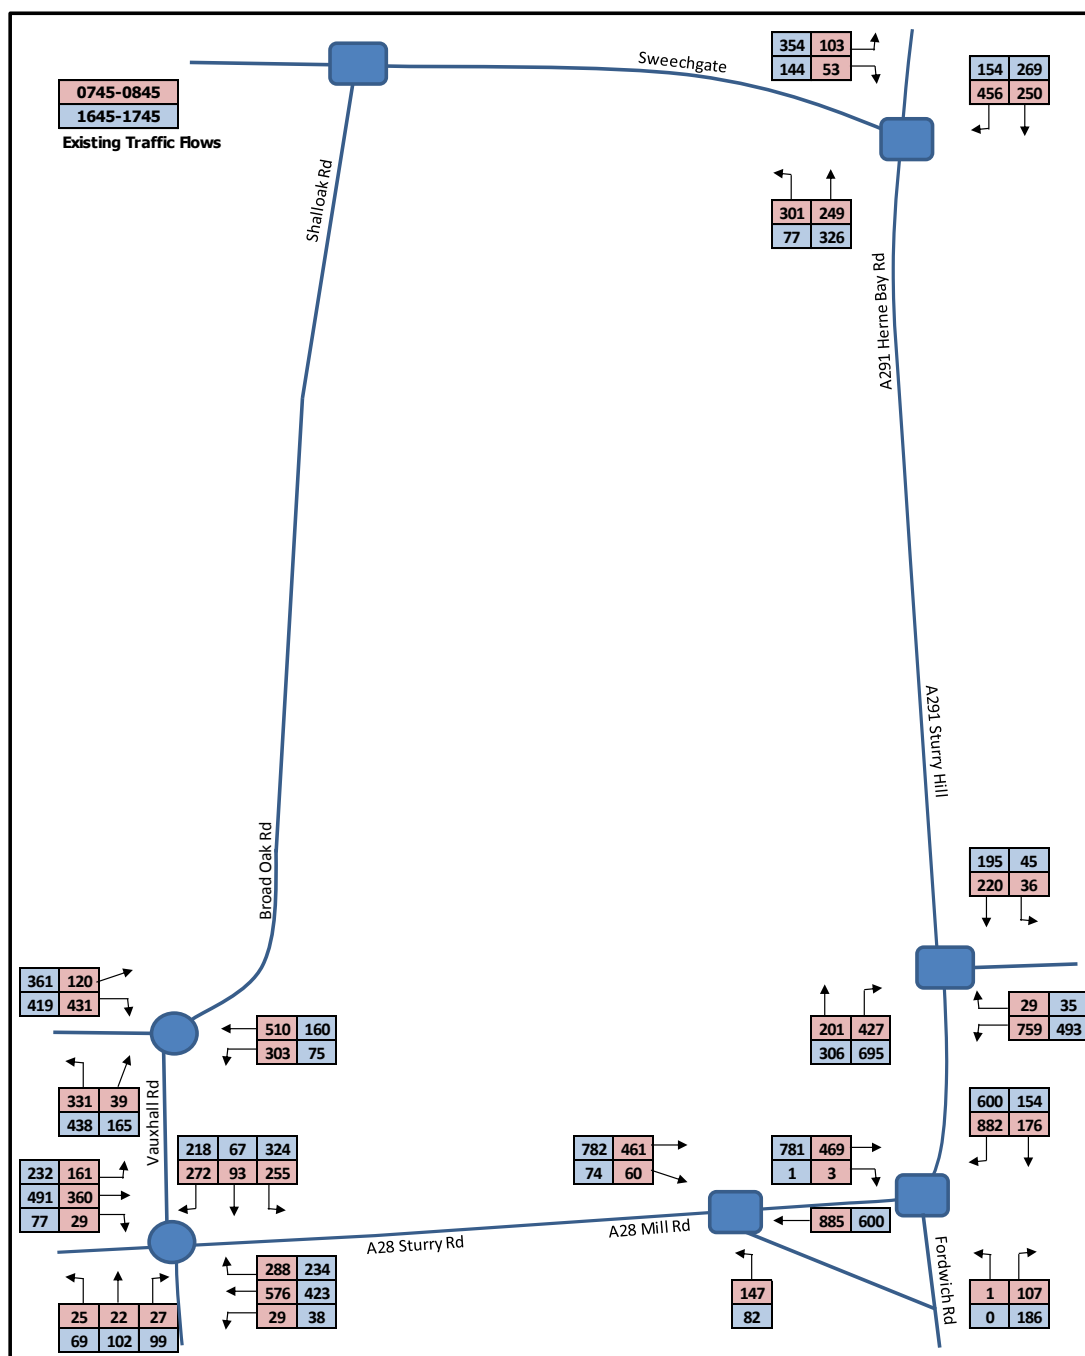 354 103
144 53
Sweechgate
154 269
456 250
0745-0845
1645-1745
Existing Traffic Flows
Shalloak Rd
301 249
77 326
A291 Herne Bay Rd
A291 Sturry Hill
Broad Oak Rd
195 45
220 36
361 120
419 431
510 160
303 75
201 427
306 695
29 35
759 493
331 39
438 165
Vauxhall Rd
600 154
882 176
218 67 324
272 93 255
782 461
74 60
781 469
1 3
232 161
491 360
77 29
885 600
A28 Sturry Rd
A28 Mill Rd
Fordwich Rd
288 234
576 423
29 38
147
82
1 107
0 186
25 22 27
69 102 99